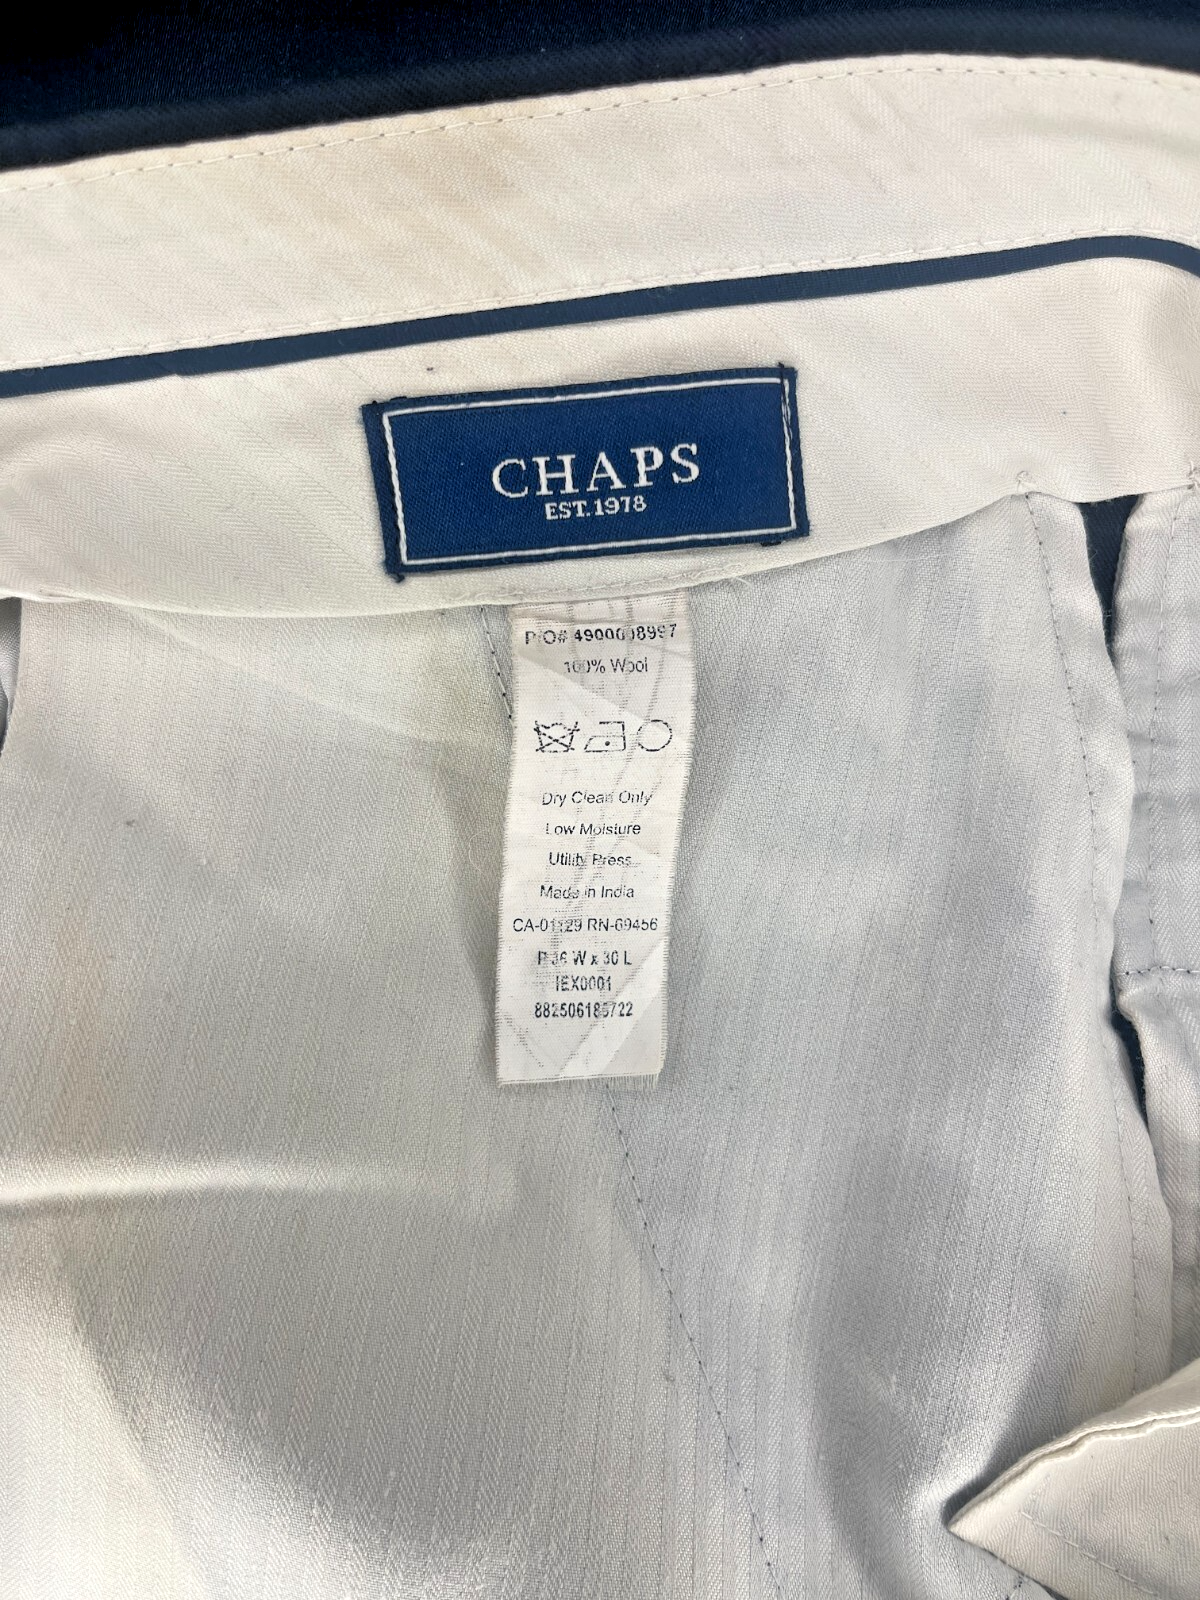 CHAPS
EST. 1978
P/O# 4900008997
100% Wool
Dry Clean Only
Low Moisture
Utility Press
Made in India
CA-01129 RN-69456
R 36 W x 30 L
IEX0001